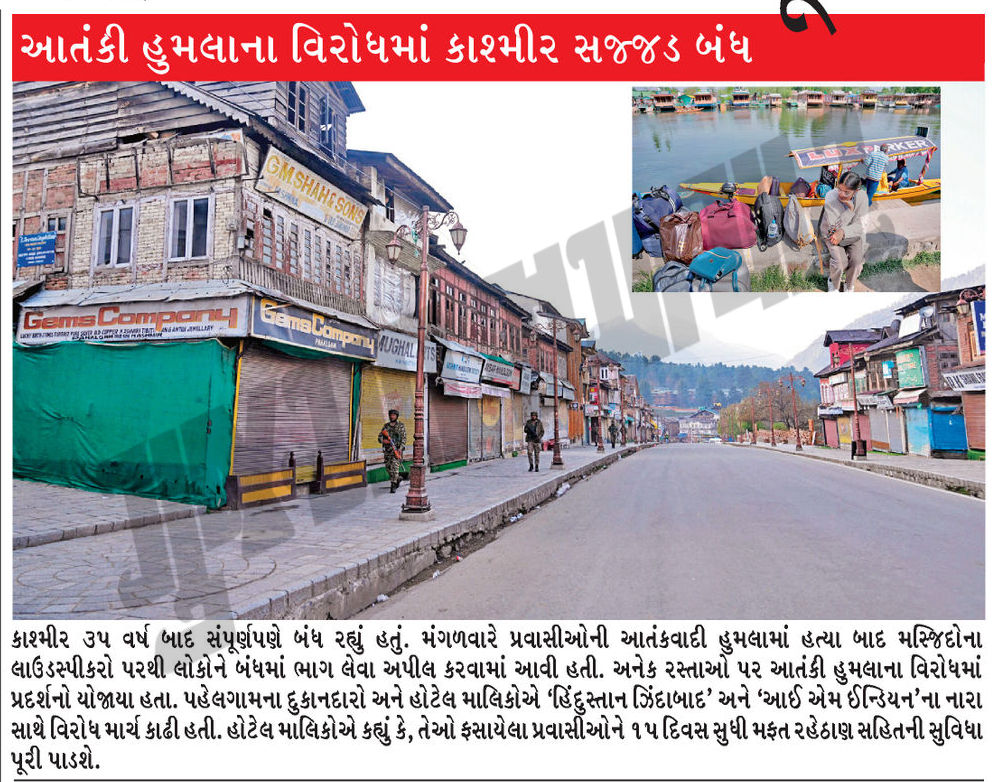 આતંકી હુમલાના વિરોધમાં કાશ્મીર સજ્જડ બંધ
LUX PARKER
GM SHAH & SONS
Gems Company
Gems Company
PAHALGAM
MUGHAL
કાશ્મીર ૩૫ વર્ષ બાદ સંપૂર્ણપણે બંધ રહ્યું હતું. મંગળવારે પ્રવાસીઓની આતંકવાદી હુમલામાં હત્યા બાદ મસ્જિદોના
લાઉડસ્પીકરો પરથી લોકોને બંધમાં ભાગ લેવા અપીલ કરવામાં આવી હતી. અનેક રસ્તાઓ પર આતંકી હુમલાના વિરોધમાં
પ્રદર્શનો યોજાયા હતા. પહેલગામના દુકાનદારો અને હોટેલ માલિકોએ ‘હિંદુસ્તાન ઝિંદાબાદ’ અને ‘આઈ એમ ઈન્ડિયન’ના નારા
સાથે વિરોધ માર્ચ કાઢી હતી. હોટેલ માલિકોએ કહ્યું કે, તેઓ ફસાયેલા પ્રવાસીઓને ૧૫ દિવસ સુધી મફત રહેઠાણ સહિતની સુવિધા
પૂરી પાડશે.